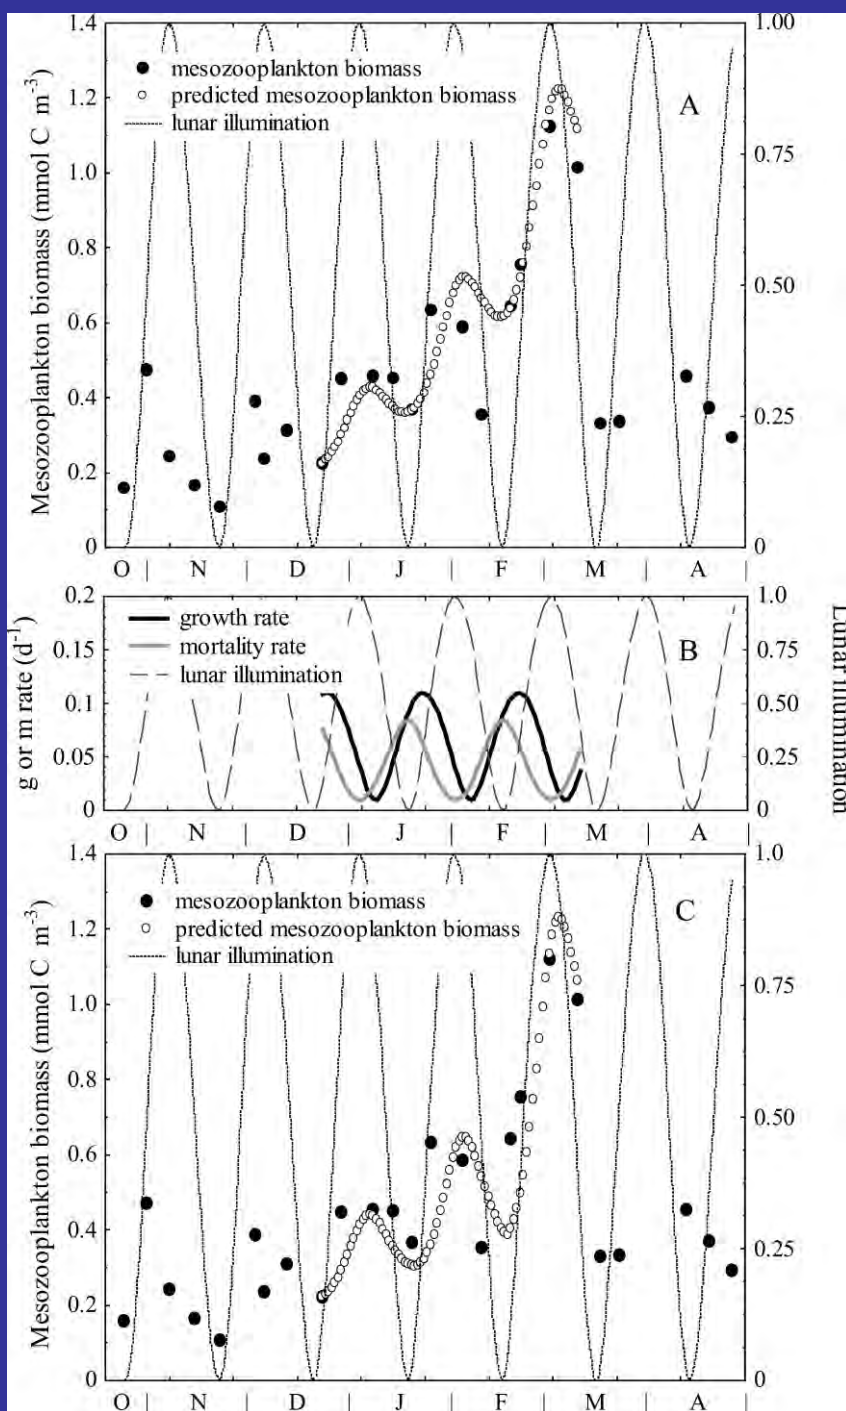 1.4
1.2
1.0
0.8
0.6
0.4
0.2
0
Mesozooplankton biomass (mmol C m⁻³)
mesozooplankton biomass
predicted mesozooplankton biomass
lunar illumination
A
1.00
0.75
0.50
0.25
0
O | N | D | J | F | M | A
0.2
0.15
0.1
0.05
0
g or m rate (d⁻¹)
growth rate
mortality rate
lunar illumination
B
1.0
0.75
0.50
0.25
0
Lunar illumination
O | N | D | J | F | M | A
1.4
1.2
1.0
0.8
0.6
0.4
0.2
0
Mesozooplankton biomass (mmol C m⁻³)
mesozooplankton biomass
predicted mesozooplankton biomass
lunar illumination
C
1.0
0.75
0.50
0.25
0
O | N | D | J | F | M | A